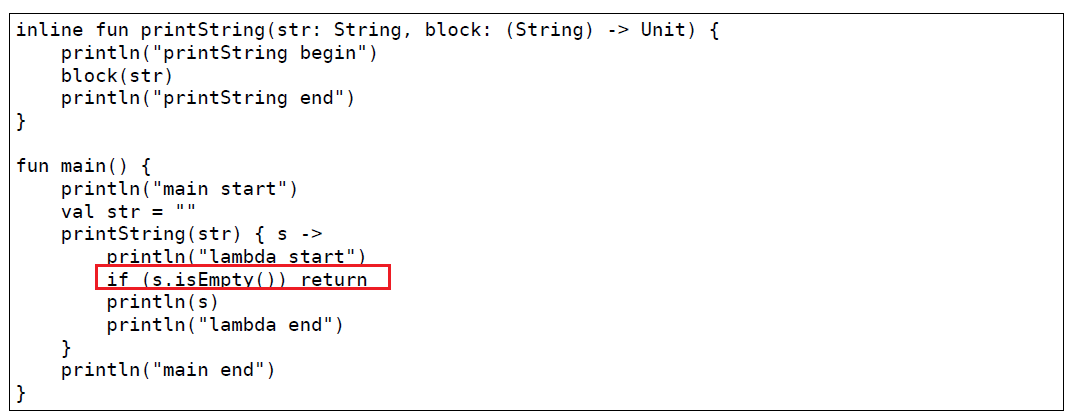 inline fun printString(str: String, block: (String) -> Unit) {
    println("printString begin")
    block(str)
    println("printString end")
}

fun main() {
    println("main start")
    val str = ""
    printString(str) { s ->
        println("lambda start")
        if (s.isEmpty()) return
        println(s)
        println("lambda end")
    }
    println("main end")
}